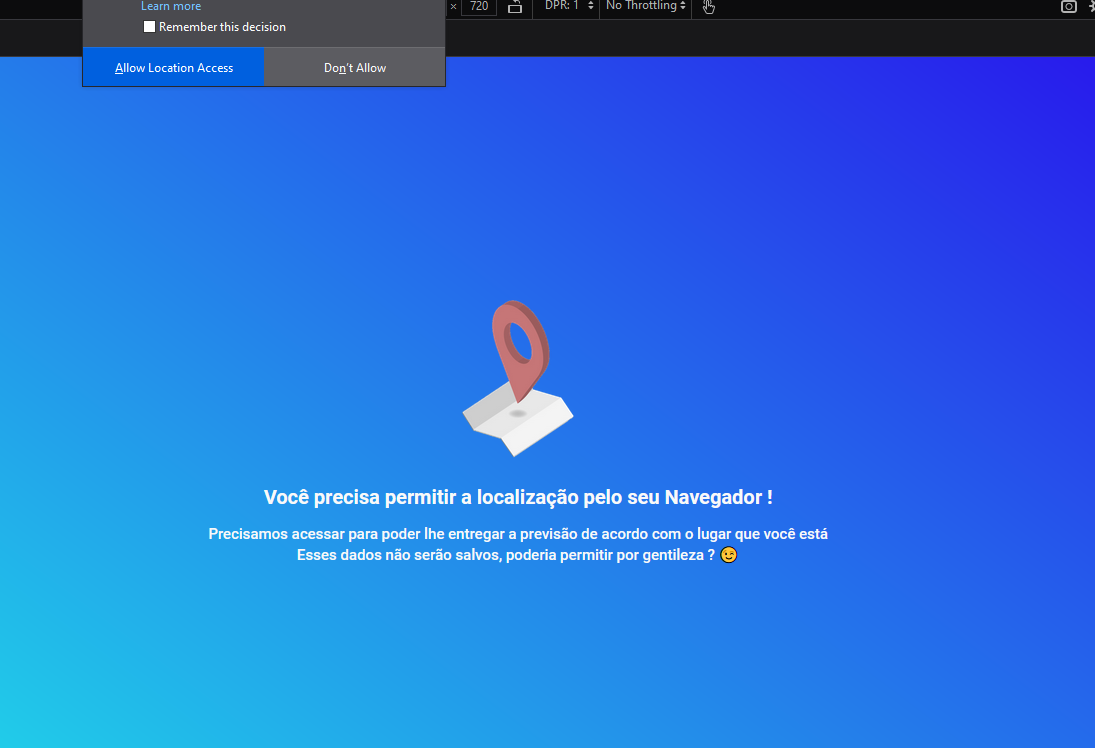 Learn more
× 720 DPR: 1 No Throttling
Remember this decision
Allow Location Access Don't Allow
Você precisa permitir a localização pelo seu Navegador !
Precisamos acessar para poder lhe entregar a previsão de acordo com o lugar que você está
Esses dados não serão salvos, poderia permitir por gentileza ? 😉